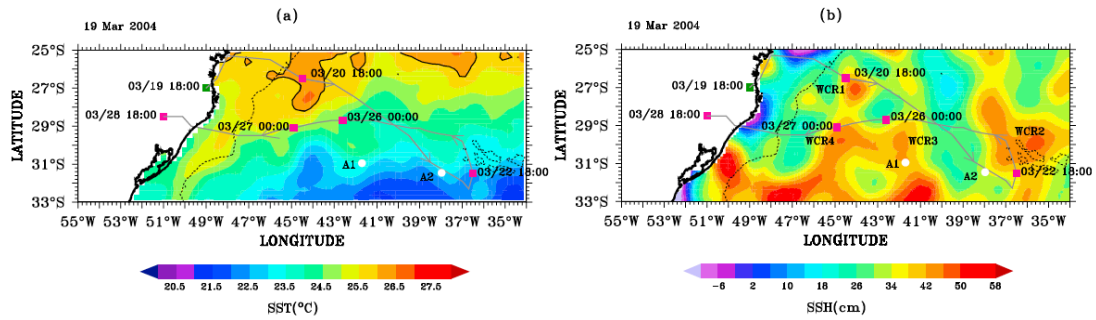 (a)
19 Mar 2004
25°S
27°S
29°S
31°S
33°S
LATITUDE
03/20 18:00
03/19 18:00
03/28 18:00
03/27 00:00
03/26 00:00
A1
A2
03/22 18:00
55°W 53°W 51°W 49°W 47°W 45°W 43°W 41°W 39°W 37°W 35°W
LONGITUDE
20.5 21.5 22.5 23.5 24.5 25.5 26.5 27.5
SST(°C)
(b)
19 Mar 2004
25°S
27°S
29°S
31°S
33°S
LATITUDE
03/20 18:00
WCR1
03/19 18:00
03/28 18:00
03/26 00:00
03/27 00:00
WCR2
WCR4
WCR3
A1
A2
03/22 18:00
55°W 53°W 51°W 49°W 47°W 45°W 43°W 41°W 39°W 37°W 35°W
LONGITUDE
-6 2 10 18 26 34 42 50 58
SSH(cm)